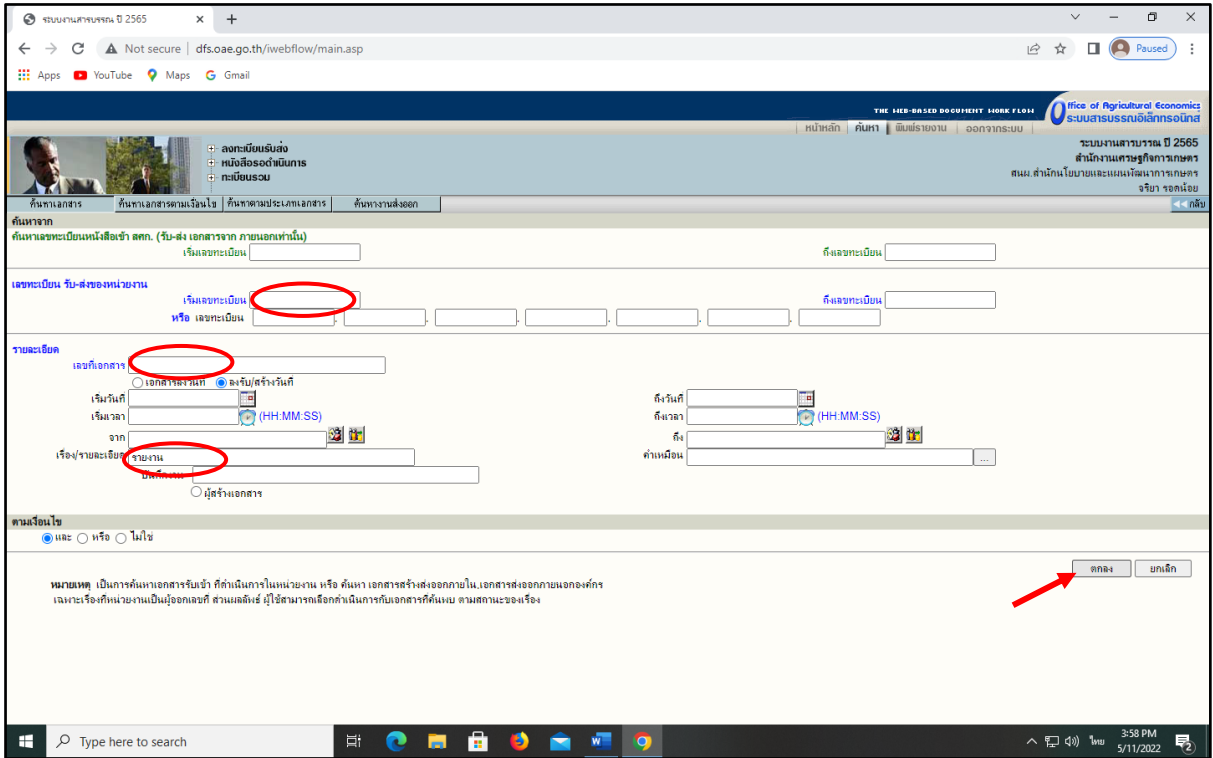 ระบบงานสารบรรณ ปี 2565
Not secure | dfs.oae.go.th/iwebflow/main.asp
Paused
Apps YouTube Maps Gmail
THE WEB-BASED DOCUMENT WORK FLOW
Office of Agricultural Economics
ระบบสารบรรณอิเล็กทรอนิกส
หน้าหลัก | ค้นหา | พิมพ์รายงาน | ออกจากระบบ
ลงทะเบียนรับส่ง
หนังสือรอดำเนินการ
ทะเบียนรวม
ระบบงานสารบรรณ ปี 2565
สำนักงานเศรษฐกิจการเกษตร
สนผ.สำนักนโยบายและแผนพัฒนาการเกษตร
จริยา รอดน้อย
ค้นหาเอกสาร ค้นหาเอกสารตามเงื่อนไข ค้นหาตามประเภทเอกสาร ค้นหางานส่งออก กลับ
ค้นหาจาก
ค้นหาเลขทะเบียนหนังสือเข้า สศก. (รับ-ส่ง เอกสารจาก ภายนอกเท่านั้น)
เริ่มเลขทะเบียน ถึงเลขทะเบียน
เลขทะเบียน รับ-ส่งของหน่วยงาน
เริ่มเลขทะเบียน ถึงเลขทะเบียน
หรือ เลขทะเบียน
รายละเอียด
เลขที่เอกสาร
เอกสารลงวันที่ ลงรับ/สร้างวันที่
เริ่มวันที่ ถึงวันที่
เริ่มเวลา (HH:MM:SS) ถึงเวลา (HH:MM:SS)
จาก ถึง
เรื่อง/รายละเอียด รายงาน ค่าเหมือน ...
บันทึกงาน
ผู้สร้างเอกสาร
ตามเงื่อนไข
และ หรือ ไม่ใช่
ตกลง ยกเลิก
หมายเหตุ เป็นการค้นหาเอกสารรับเข้า ที่ดำเนินการในหน่วยงาน หรือ ค้นหา เอกสารสร้างส่งออกภายใน,เอกสารส่งออกภายนอกองค์กร
เฉพาะเรื่องที่หน่วยงานเป็นผู้ออกเลขที่ ส่วนผลลัพธ์ ผู้ใช้สามารถเลือกดำเนินการกับเอกสารที่ค้นพบ ตามสถานะของเรื่อง
Type here to search
ไทย
3:58 PM
5/11/2022
2